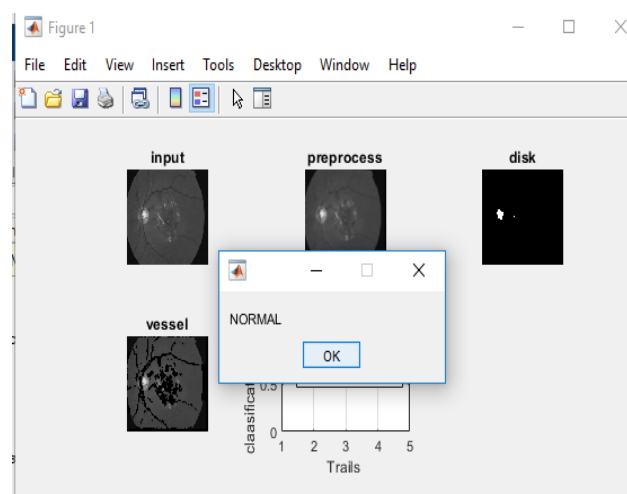 Figure 1
File Edit View Insert Tools Desktop Window Help
input preprocess disk
NORMAL
OK
vessel
claasificat
0.5
0
1 2 3 4 5
Trails